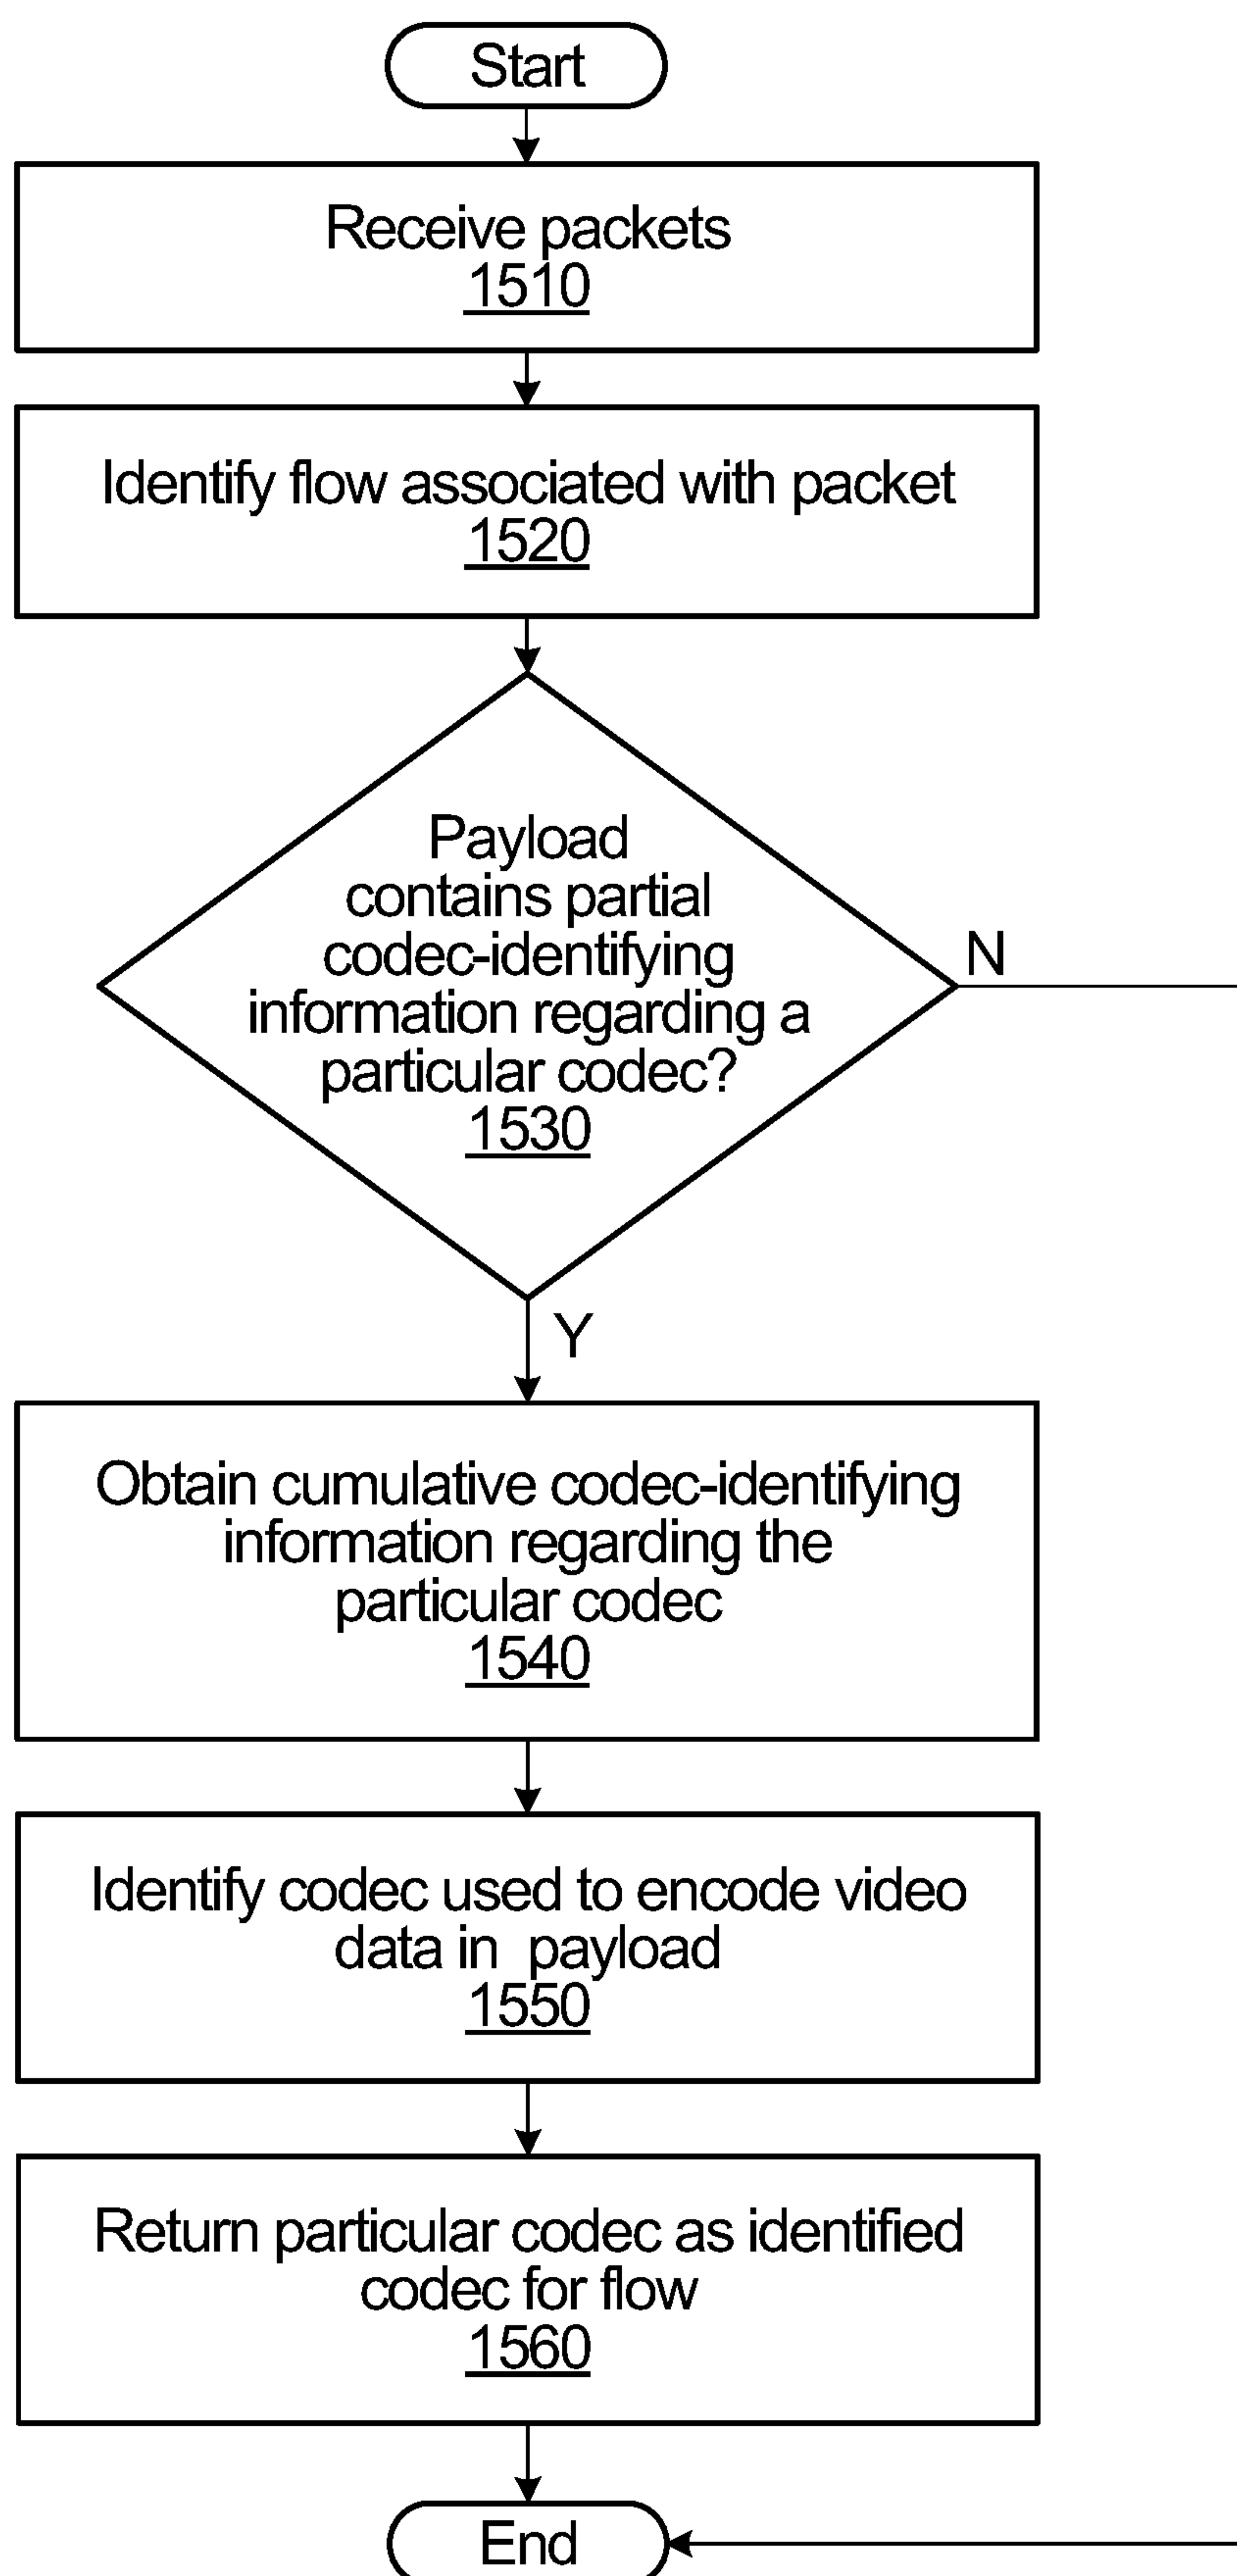 Start
Receive packets
1510
Identify flow associated with packet
1520
Payload
contains partial
codec-identifying
information regarding a
particular codec?
1530
N
Y
Obtain cumulative codec-identifying
information regarding the
particular codec
1540
Identify codec used to encode video
data in payload
1550
Return particular codec as identified
codec for flow
1560
End